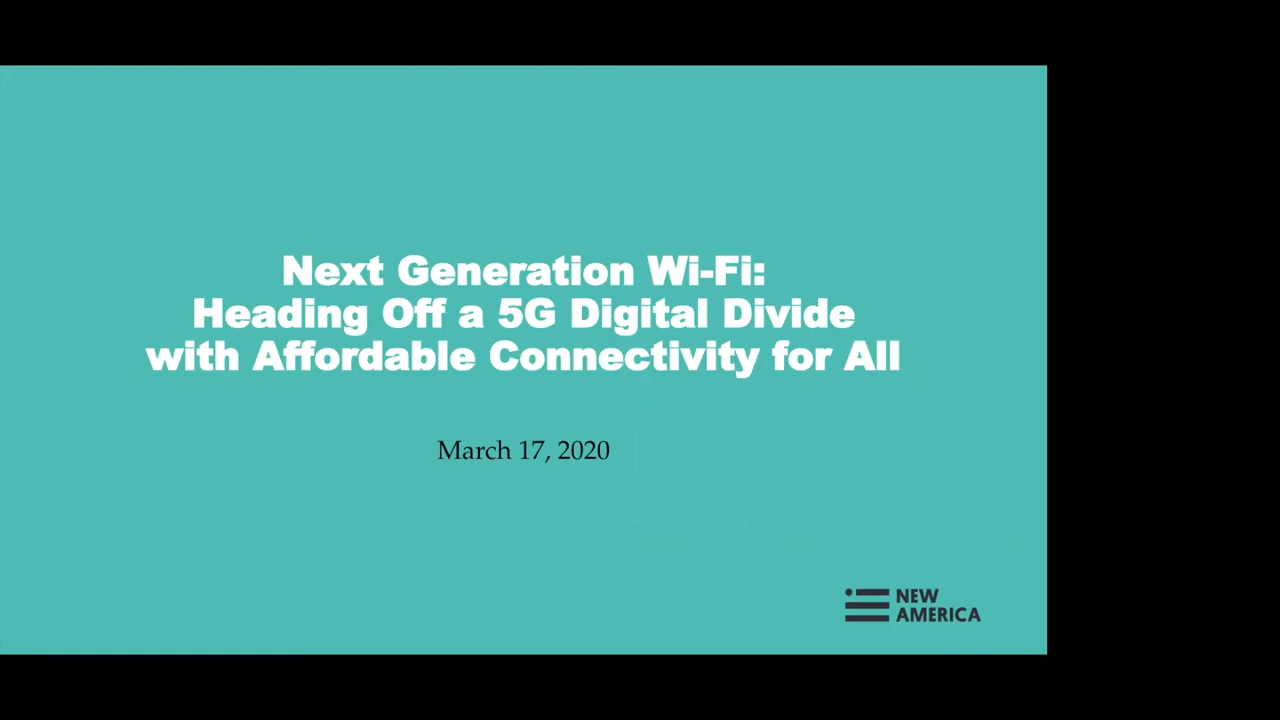 Next Generation Wi-Fi:
Heading Off a 5G Digital Divide
with Affordable Connectivity for All
March 17, 2020
NEW
AMERICA